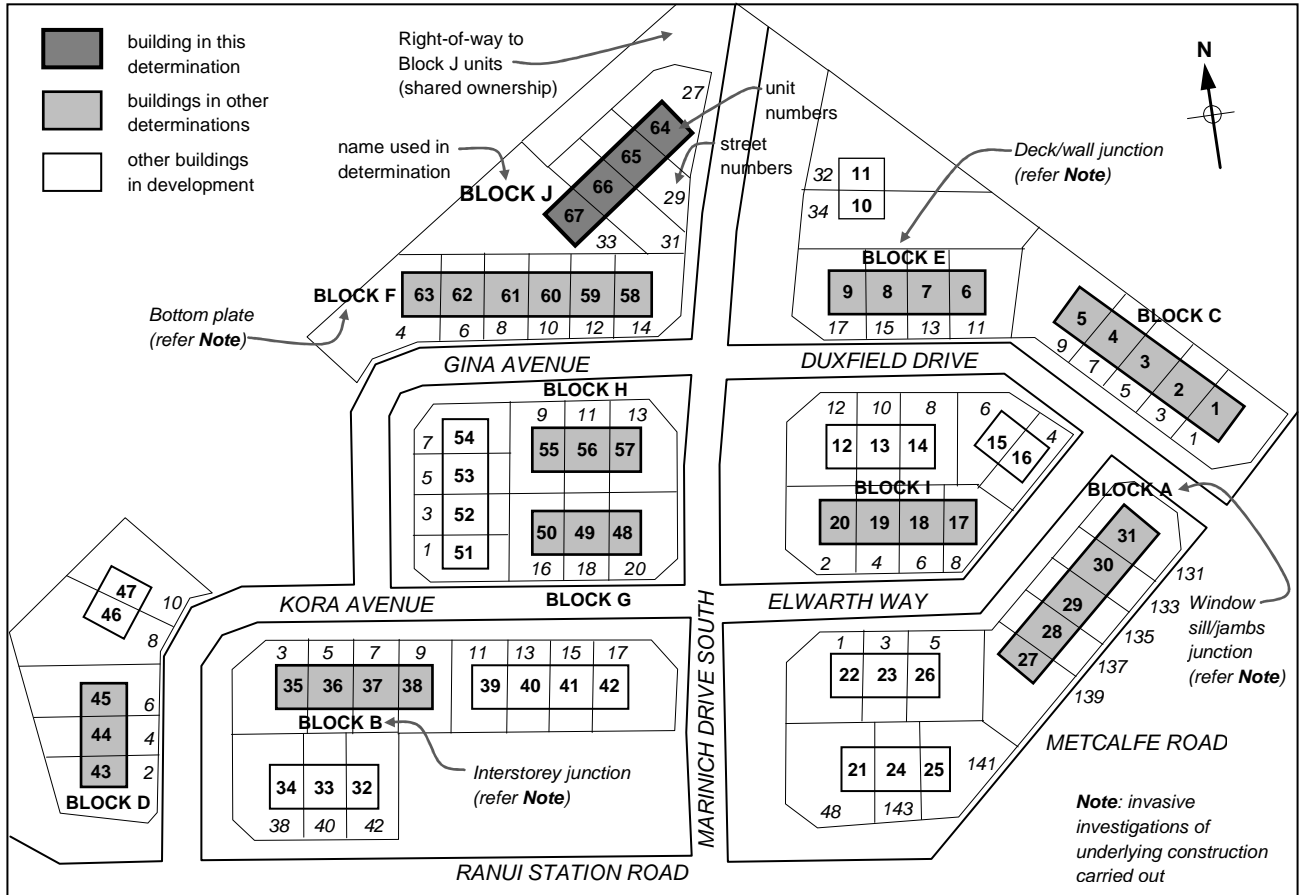 building in this
determination
buildings in other
determinations
other buildings
in development
Right-of-way to
Block J units
(shared ownership)
name used in
determination
BLOCK J
27
64
65
66
67
unit
numbers
street
numbers
29
31
33
N
Deck/wall junction
(refer Note)
32
11
34
10
BLOCK E
9 8 7 6
17 15 13 11
BLOCK C
5
4
3
2
1
9
7
5
3
1
BLOCK F
63 62 61 60 59 58
4 6 8 10 12 14
Bottom plate
(refer Note)
GINA AVENUE
DUXFIELD DRIVE
BLOCK H
9 11 13
55 56 57
7
54
5
53
3
52
1
51
50 49 48
16 18 20
BLOCK G
12 10 8
12 13 14
6
4
15
16
BLOCK I
20 19 18 17
2 4 6 8
BLOCK A
31
30
29
28
27
131
133
135
137
139
Window
sill/jambs
junction
(refer Note)
KORA AVENUE
ELWARTH WAY
MARINICH DRIVE SOUTH
47
46
10
8
45
44
43
6
4
2
BLOCK D
3 5 7 9
35 36 37 38
BLOCK B
11 13 15 17
39 40 41 42
Interstorey junction
(refer Note)
34 33 32
38 40 42
1 3 5
22 23 26
21 24 25
141
48 143
METCALFE ROAD
RANUI STATION ROAD
Note: invasive
investigations of
underlying construction
carried out